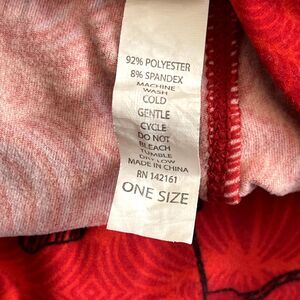 92% POLYESTER
8% SPANDEX
MACHINE
WASH
COLD
GENTLE
CYCLE
DO NOT
BLEACH
TUMBLE
DRY LOW
MADE IN CHINA
RN 142161
ONE SIZE